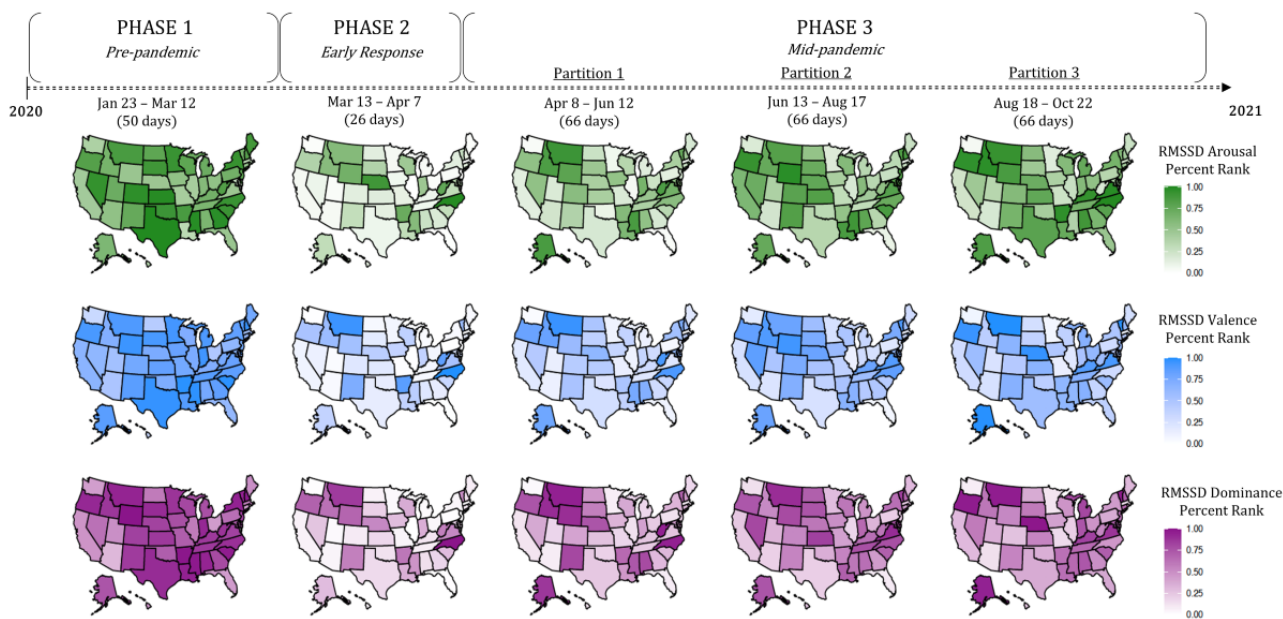 PHASE 1
Pre-pandemic
PHASE 2
Early Response
PHASE 3
Mid-pandemic
Partition 1
Partition 2
Partition 3
2020
2021
Jan 23 – Mar 12
(50 days)
Mar 13 – Apr 7
(26 days)
Apr 8 – Jun 12
(66 days)
Jun 13 – Aug 17
(66 days)
Aug 18 – Oct 22
(66 days)
RMSSD Arousal
Percent Rank
1.00
0.75
0.50
0.25
0.00
RMSSD Valence
Percent Rank
1.00
0.75
0.50
0.25
0.00
RMSSD Dominance
Percent Rank
1.00
0.75
0.50
0.25
0.00